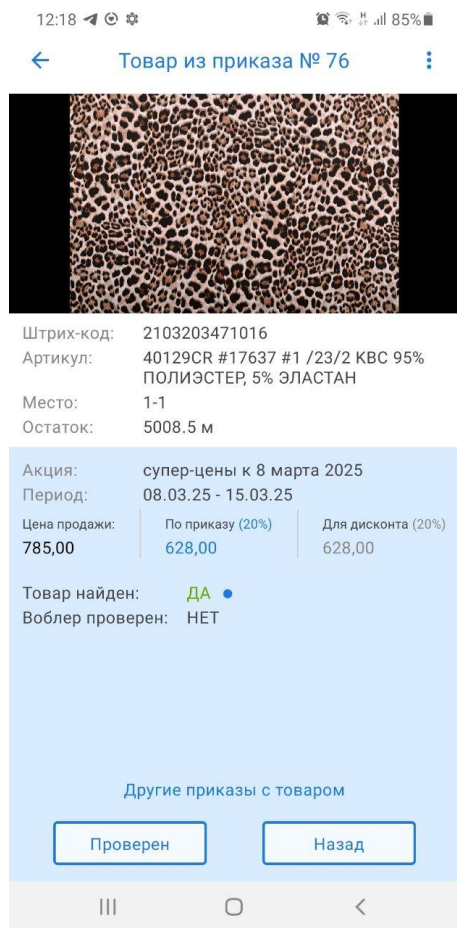 12:18 85%
Товар из приказа № 76
Штрих-код: 2103203471016
Артикул: 40129CR #17637 #1 /23/2 КВС 95%
ПОЛИЭСТЕР, 5% ЭЛАСТАН
Место: 1-1
Остаток: 5008.5 м
Акция: супер-цены к 8 марта 2025
Период: 08.03.25 - 15.03.25
Цена продажи: По приказу (20%) Для дисконта (20%)
785,00 628,00 628,00
Товар найден: ДА
Воблер проверен: НЕТ
Другие приказы с товаром
Проверен Назад